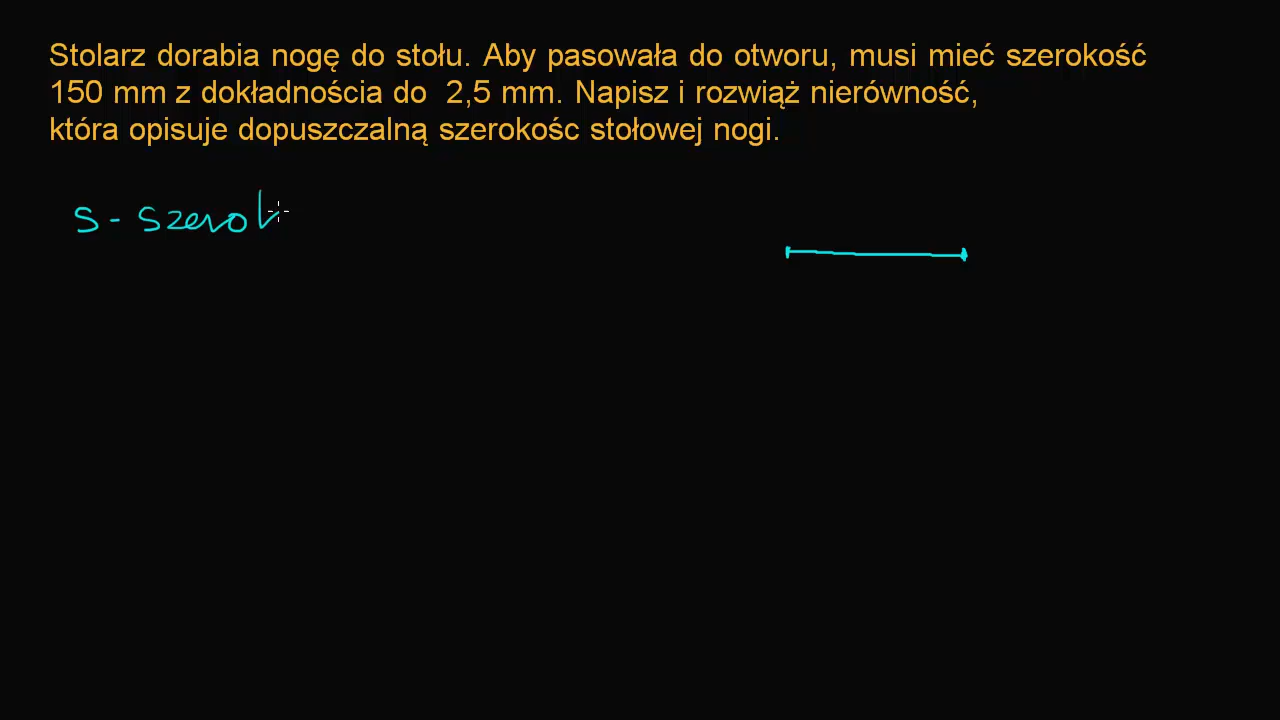 Stolarz dorabia nogę do stołu. Aby pasowała do otworu, musi mieć szerokość
150 mm z dokładnościa do 2,5 mm. Napisz i rozwiąż nierówność,
która opisuje dopuszczalną szerokośc stołowej nogi.
s - szerok